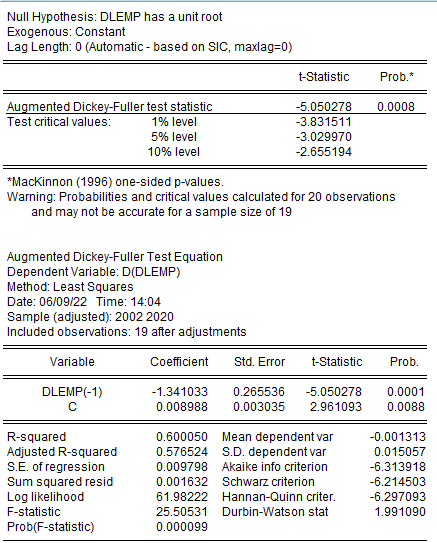 Null Hypothesis: DLEMP has a unit root
Exogenous: Constant
Lag Length: 0 (Automatic - based on SIC, maxlag=0)
t-Statistic Prob.*
Augmented Dickey-Fuller test statistic -5.050278 0.0008
Test critical values: 1% level -3.831511
5% level -3.029970
10% level -2.655194
*MacKinnon (1996) one-sided p-values.
Warning: Probabilities and critical values calculated for 20 observations
and may not be accurate for a sample size of 19
Augmented Dickey-Fuller Test Equation
Dependent Variable: D(DLEMP)
Method: Least Squares
Date: 06/09/22 Time: 14:04
Sample (adjusted): 2002 2020
Included observations: 19 after adjustments
Variable Coefficient Std. Error t-Statistic Prob.
DLEMP(-1) -1.341033 0.265536 -5.050278 0.0001
C 0.008988 0.003035 2.961093 0.0088
R-squared 0.600050 Mean dependent var -0.001313
Adjusted R-squared 0.576524 S.D. dependent var 0.015057
S.E. of regression 0.009798 Akaike info criterion -6.313918
Sum squared resid 0.001632 Schwarz criterion -6.214503
Log likelihood 61.98222 Hannan-Quinn criter. -6.297093
F-statistic 25.50531 Durbin-Watson stat 1.991090
Prob(F-statistic) 0.000099